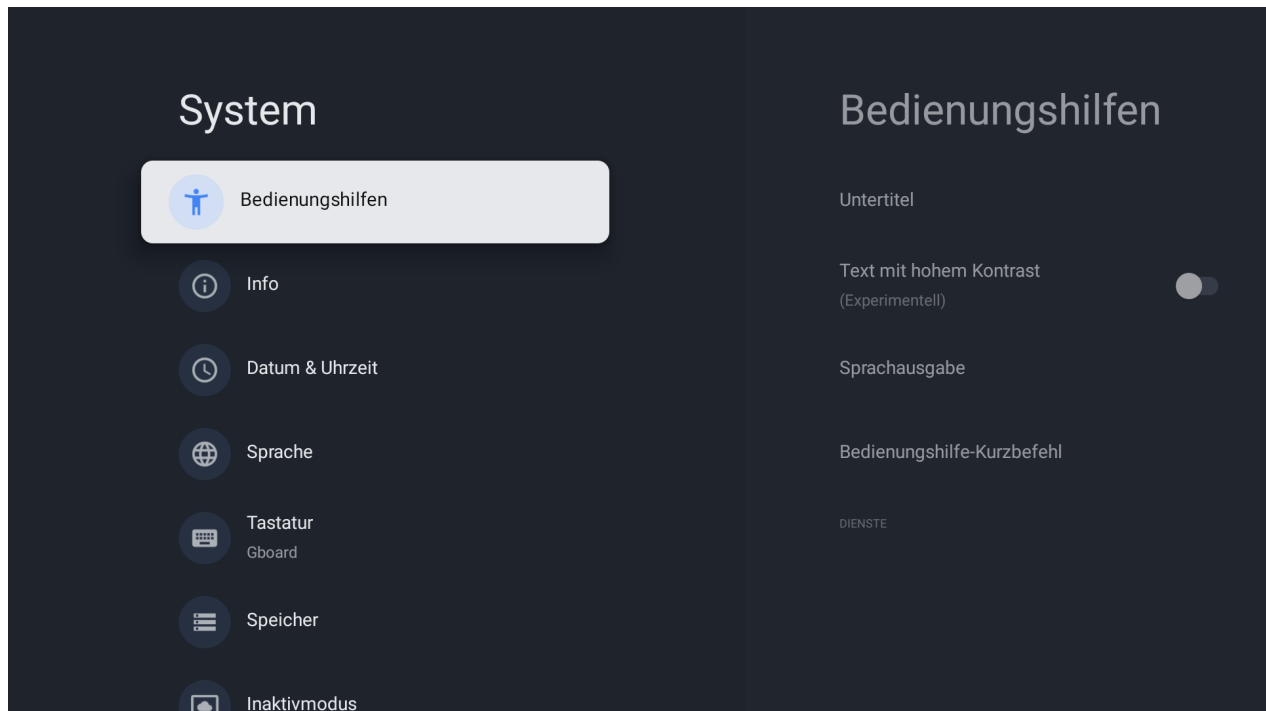 System
Bedienungshilfen
Info
Datum & Uhrzeit
Sprache
Tastatur
Gboard
Speicher
Inaktivmodus
Bedienungshilfen
Untertitel
Text mit hohem Kontrast
(Experimentell)
Sprachausgabe
Bedienungshilfe-Kurzbefehl
DIENSTE